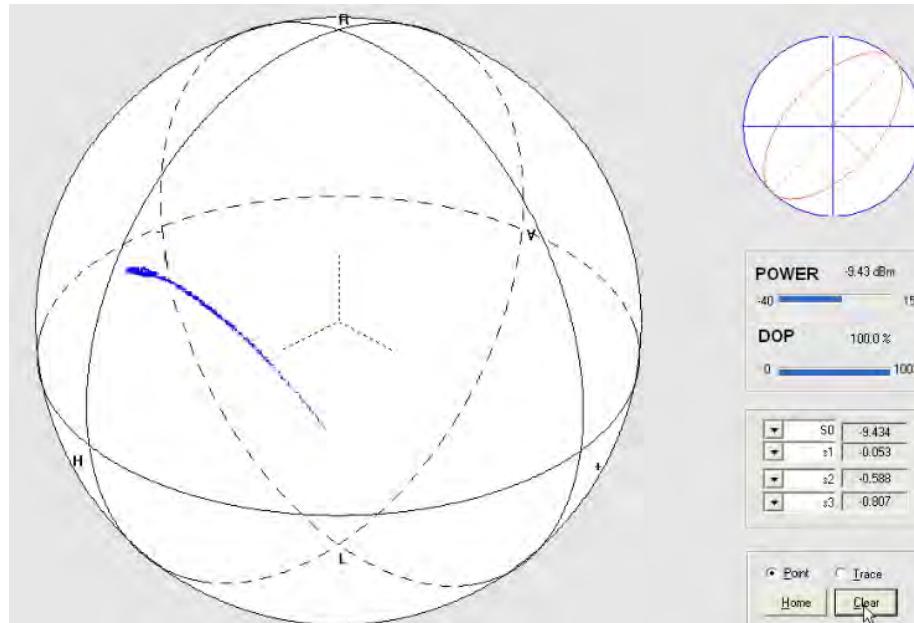 R
A
H
+
L
POWER -9.43 dBm
-40 15
DOP 100.0 %
0 100
S0 -9.434
s1 -0.053
s2 -0.588
s3 -0.807
Point Trace
Home Clear